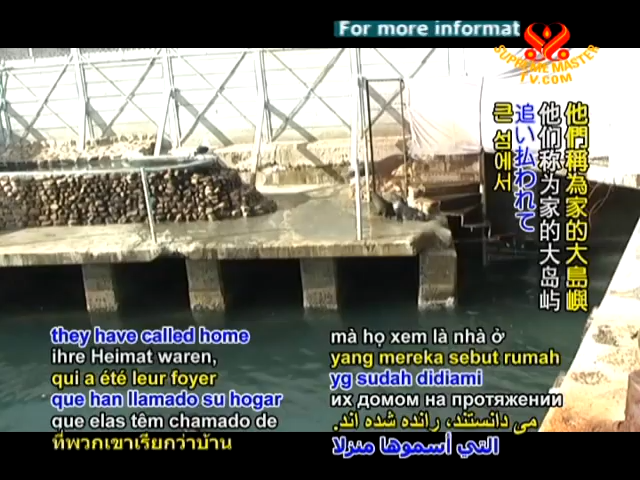 For more informat
SUPREME MASTER
TV.COM
他們稱為家的大島嶼
他们称为家的大岛屿
追い払われて
큰 섬에서
they have called home
ihre Heimat waren,
qui a été leur foyer
que han llamado su hogar
que elas têm chamado de
ที่พวกเขาเรียกว่าบ้าน
mà họ xem là nhà ở
yang mereka sebut rumah
yg sudah didiami
их домом на протяжении
می دانستند، رانده شده اند.
التي أسموها منزلا